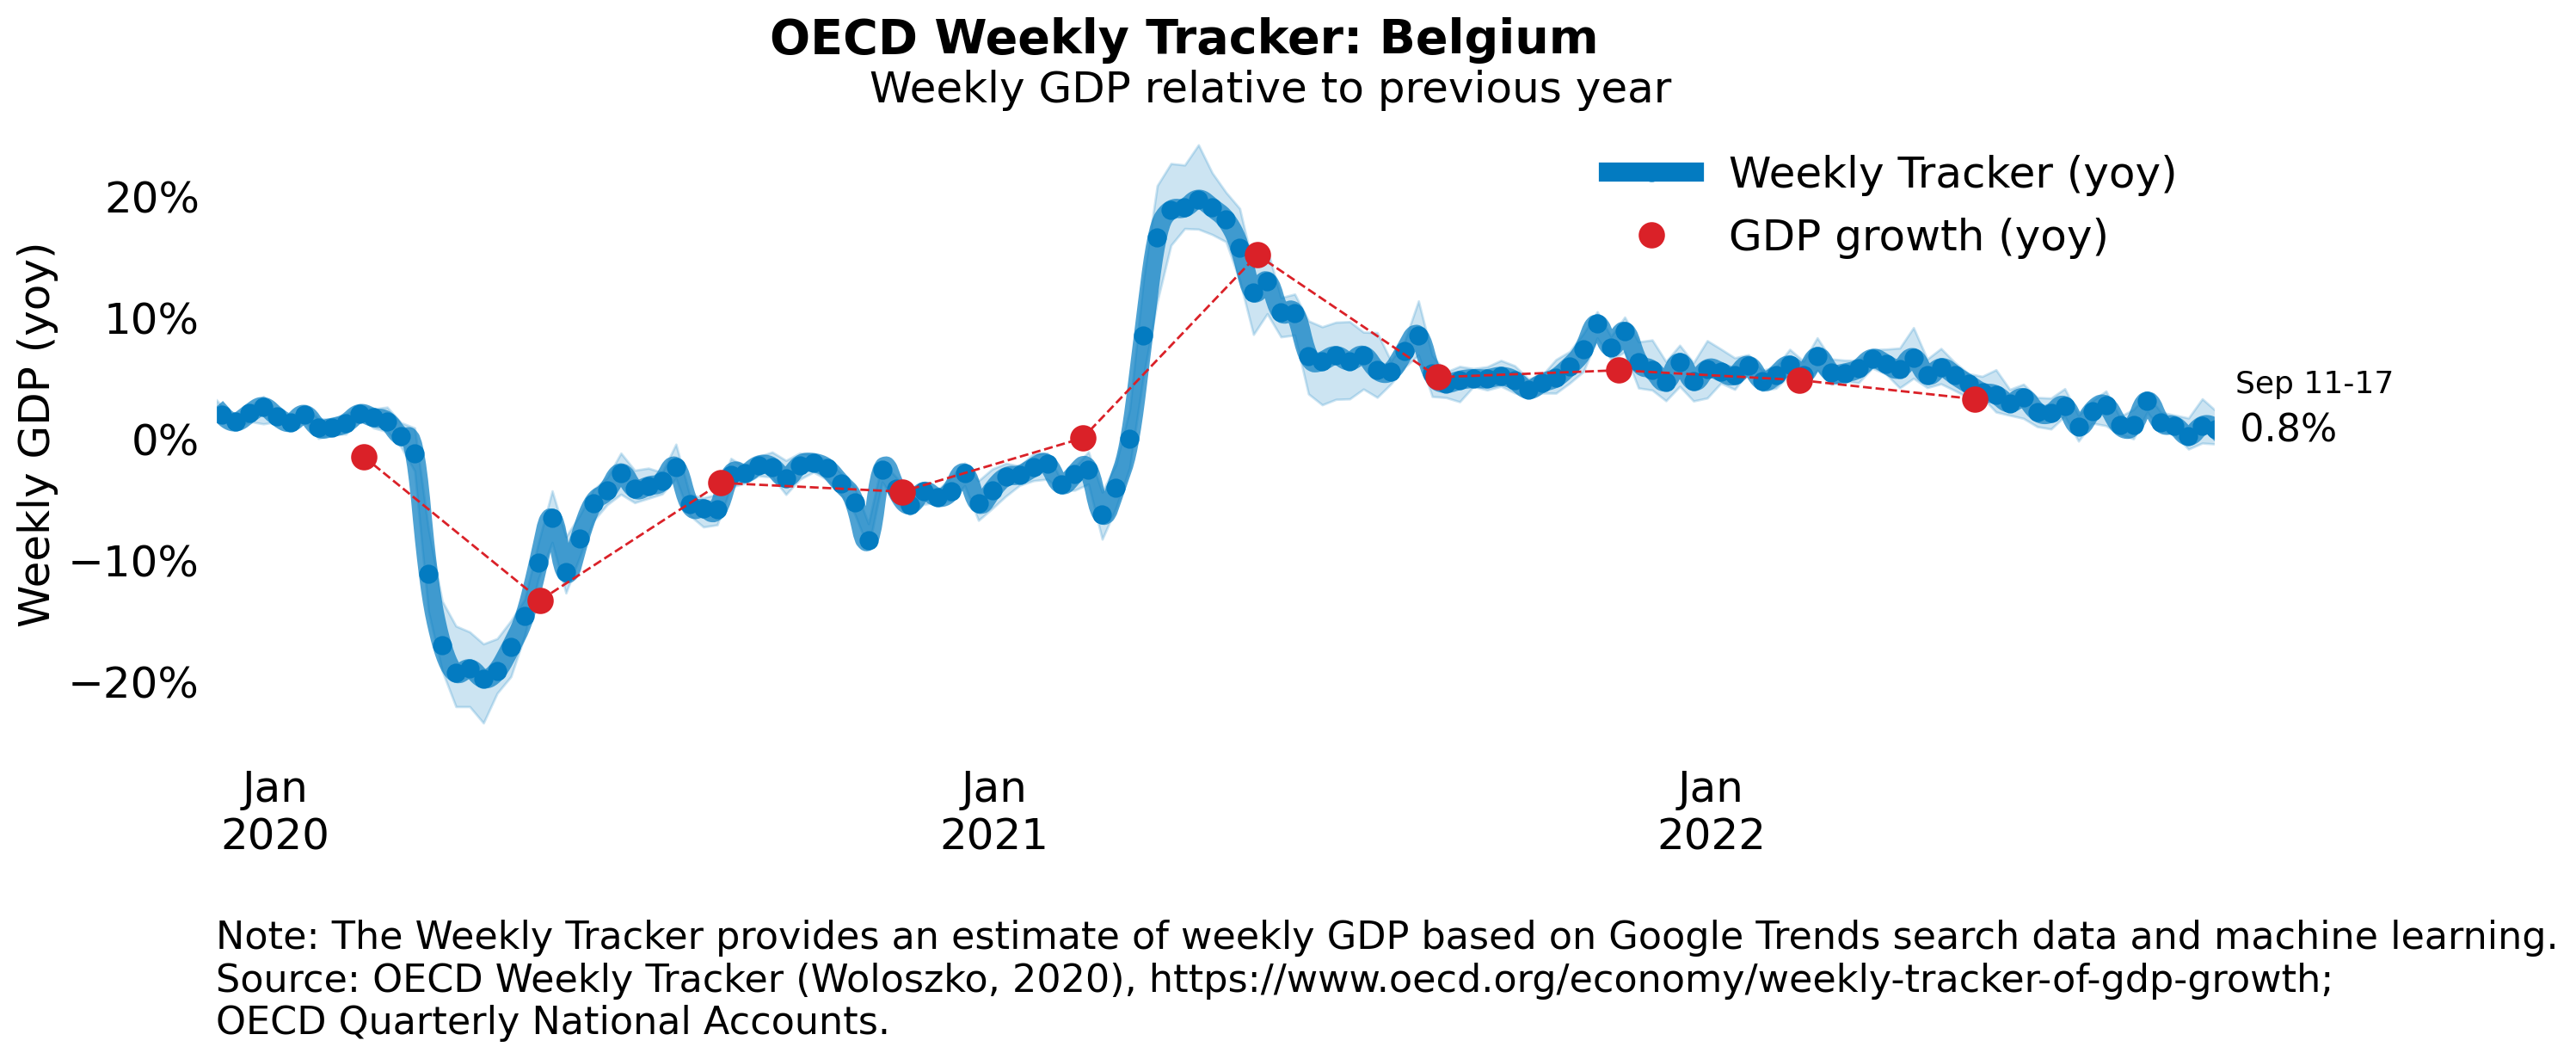 OECD Weekly Tracker: Belgium
Weekly GDP relative to previous year
Weekly Tracker (yoy)
GDP growth (yoy)
Weekly GDP (yoy)
20%
10%
0%
−10%
−20%
Sep 11-17
0.8%
Jan
2020
Jan
2021
Jan
2022
Note: The Weekly Tracker provides an estimate of weekly GDP based on Google Trends search data and machine learning.
Source: OECD Weekly Tracker (Woloszko, 2020), https://www.oecd.org/economy/weekly-tracker-of-gdp-growth;
OECD Quarterly National Accounts.